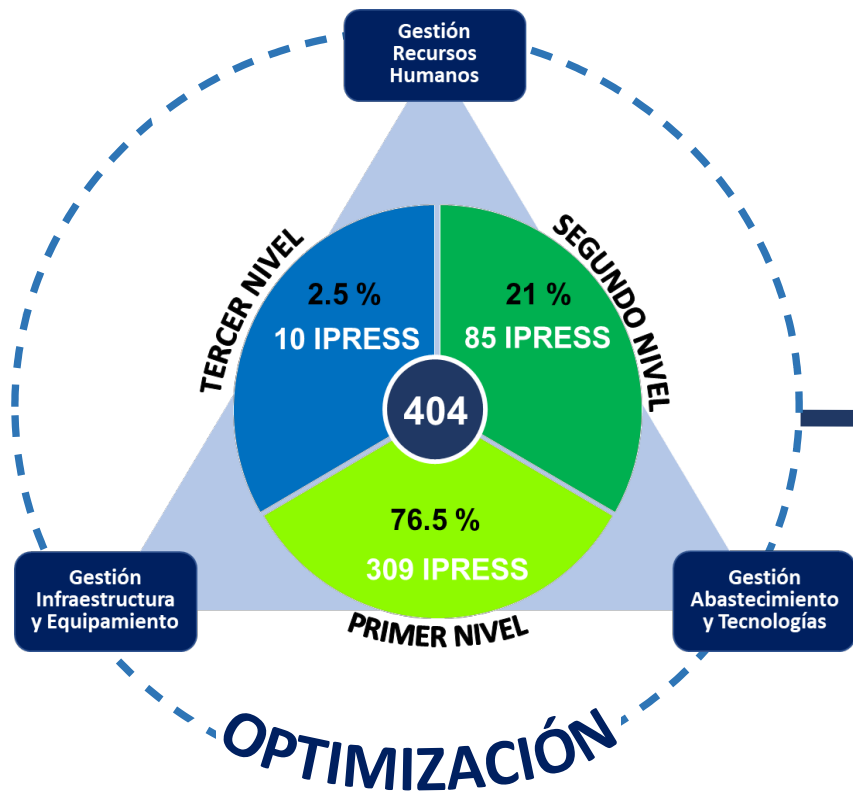 Gestión
Recursos
Humanos
TERCER NIVEL
SEGUNDO NIVEL
2.5 %
10 IPRESS
21 %
85 IPRESS
404
76.5 %
309 IPRESS
PRIMER NIVEL
Gestión
Infraestructura
y Equipamiento
Gestión
Abastecimiento
y Tecnologías
OPTIMIZACIÓN